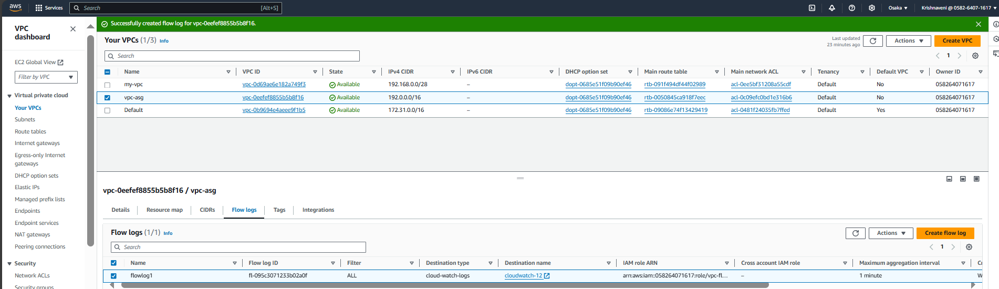 aws Services Search [Alt+S] Osaka Krishnaveni @ 0582-6407-1617
VPC dashboard
EC2 Global View
Filter by VPC
Virtual private cloud
Your VPCs
Subnets
Route tables
Internet gateways
Egress-only Internet
gateways
DHCP option sets
Elastic IPs
Managed prefix lists
Endpoints
Endpoint services
NAT gateways
Peering connections
Security
Network ACLs
Security groups
Successfully created flow log for vpc-0eefef8855b5b8f16.
Your VPCs (1/3) Info
Last updated
23 minutes ago
Actions Create VPC
Search
1
Name VPC ID State IPv4 CIDR IPv6 CIDR DHCP option set Main route table Main network ACL Tenancy Default VPC Owner ID
my-vpc vpc-0d69ae6e182a749f3 Available 192.168.0.0/28 – dopt-0685e51f09b90ef46 rtb-091f494df44f02989 acl-0ee5bf31208a55cdf Default No 058264071617
vpc-asg vpc-0eefef8855b5b8f16 Available 192.0.0.0/16 – dopt-0685e51f09b90ef46 rtb-0050845ca918f7eec acl-0c09efc0bd1e316b6 Default No 058264071617
Default vpc-0b9694e4aeee9f1b5 Available 172.31.0.0/16 – dopt-0685e51f09b90ef46 rtb-09086e74f13429419 acl-0481f24035fb7ffed Default Yes 058264071617
vpc-0eefef8855b5b8f16 / vpc-asg
Details Resource map CIDRs Flow logs Tags Integrations
Flow logs (1/1) Info
Actions Create flow log
Search
1
Name Flow log ID Filter Destination type Destination name IAM role ARN Cross account IAM role Maximum aggregation interval C
flowlog1 fl-095c3071233b02a0f ALL cloud-watch-logs cloudwatch-12 arn:aws:iam::058264071617:role/vpc-fl... – 1 minute W